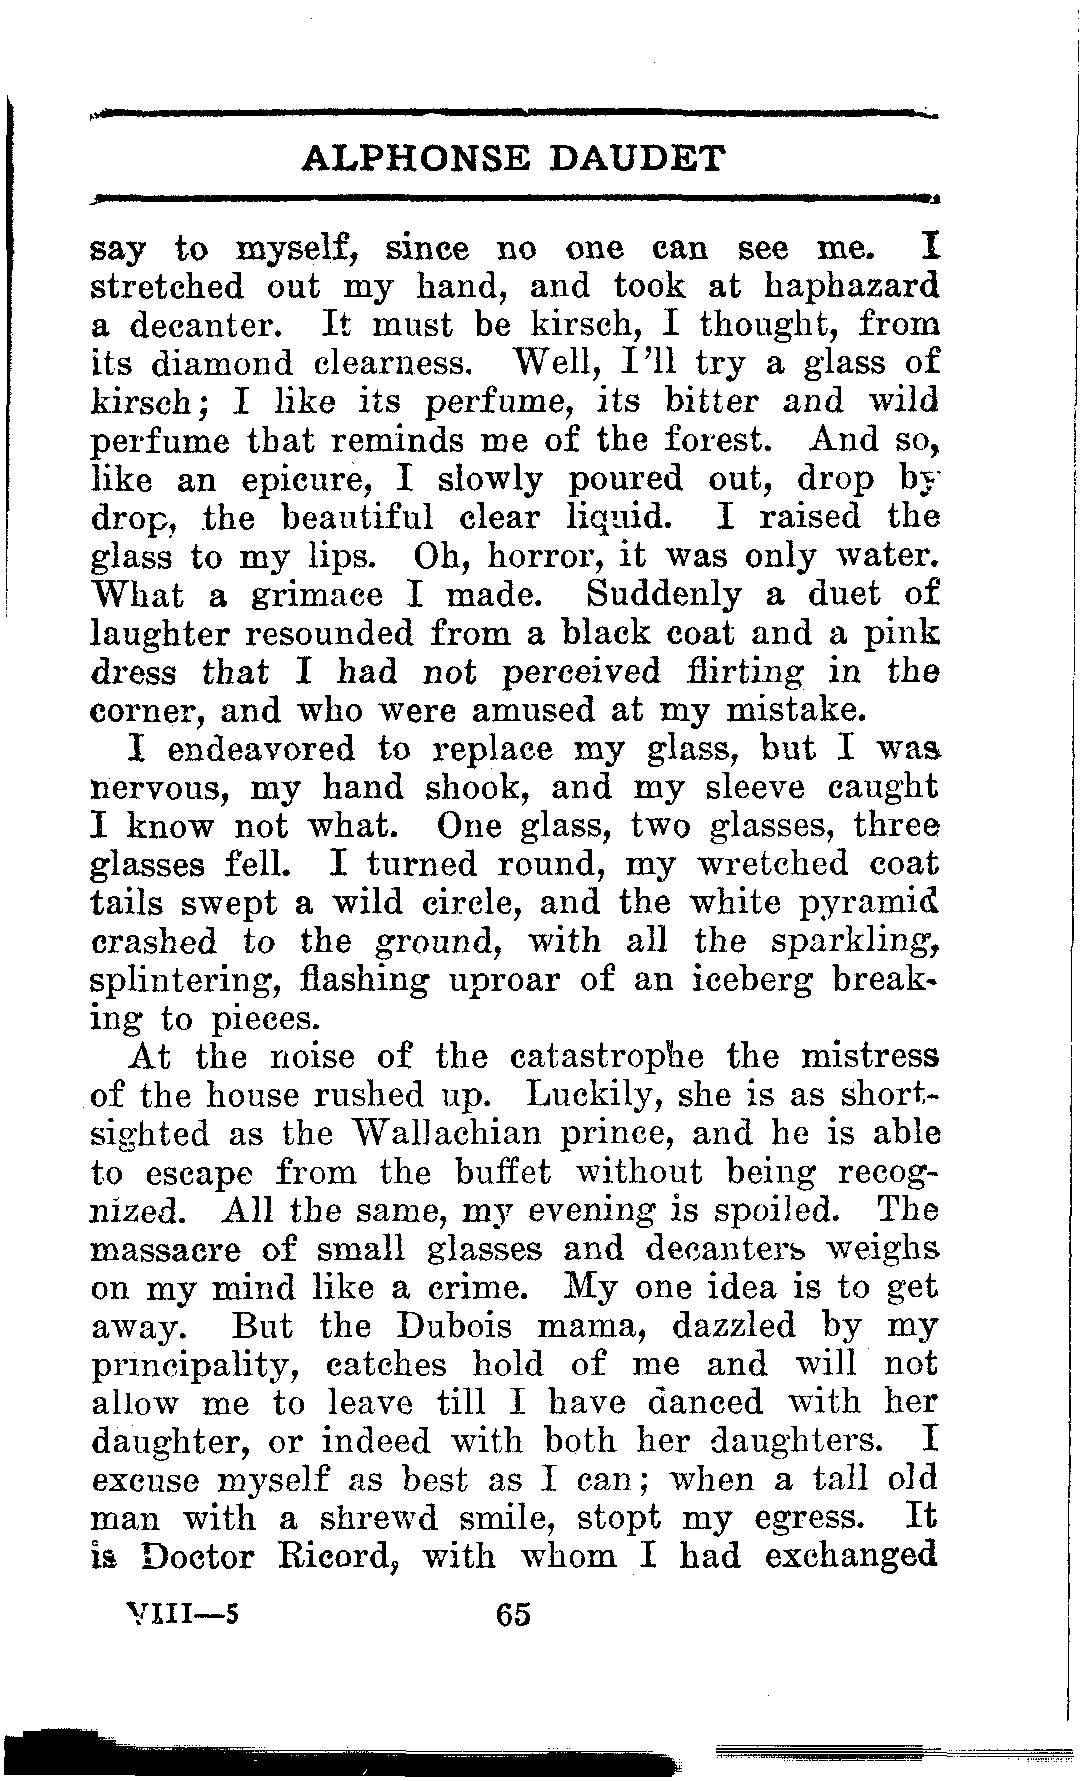 ALPHONSE DAUDET
say to myself, since no one can see me. I
stretched out my hand, and took at haphazard
a decanter. It must be kirsch, I thought, from
its diamond clearness. Well, I'll try a glass of
kirsch; I like its perfume, its bitter and wild
perfume that reminds me of the forest. And so,
like an epicure, I slowly poured out, drop by
drop, the beautiful clear liquid. I raised the
glass to my lips. Oh, horror, it was only water.
What a grimace I made. Suddenly a duet of
laughter resounded from a black coat and a pink
dress that I had not perceived flirting in the
corner, and who were amused at my mistake.
I endeavored to replace my glass, but I was
nervous, my hand shook, and my sleeve caught
I know not what. One glass, two glasses, three
glasses fell. I turned round, my wretched coat
tails swept a wild circle, and the white pyramid
crashed to the ground, with all the sparkling,
splintering, flashing uproar of an iceberg break-
ing to pieces.
At the noise of the catastrophe the mistress
of the house rushed up. Luckily, she is as short-
sighted as the Wallachian prince, and he is able
to escape from the buffet without being recog-
nized. All the same, my evening is spoiled. The
massacre of small glasses and decanters weighs
on my mind like a crime. My one idea is to get
away. But the Dubois mama, dazzled by my
principality, catches hold of me and will not
allow me to leave till I have danced with her
daughter, or indeed with both her daughters. I
excuse myself as best as I can; when a tall old
man with a shrewd smile, stopt my egress. It
is Doctor Ricord, with whom I had exchanged
VIII—5 65